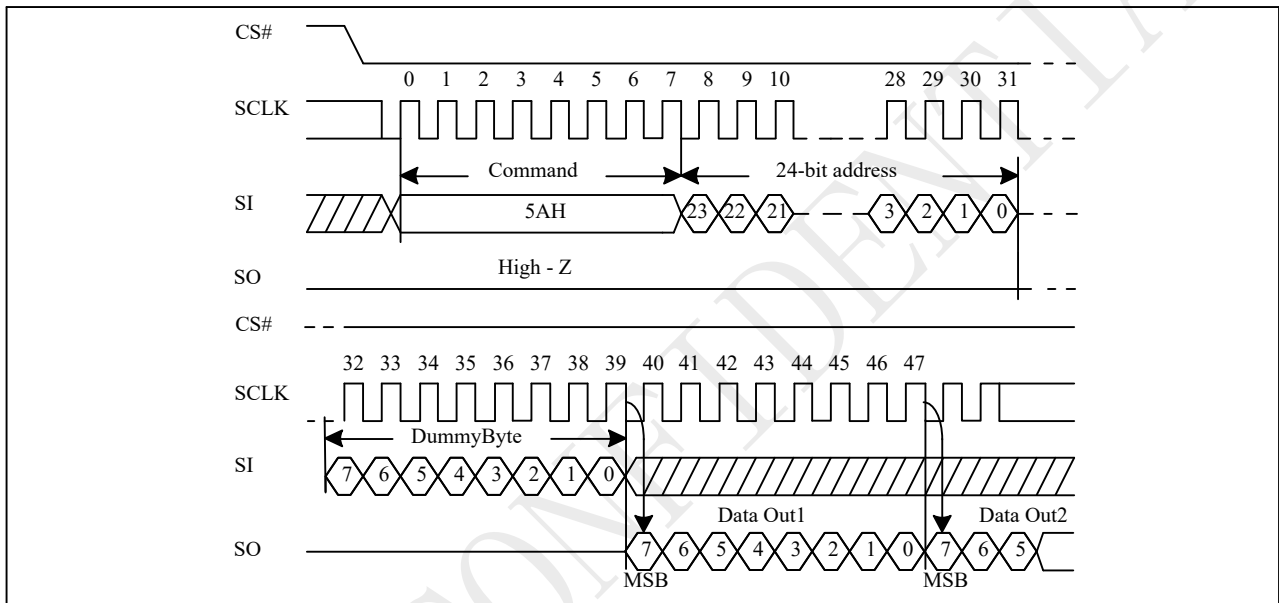 CS#
0 1 2 3 4 5 6 7 8 9 10 28 29 30 31
SCLK
Command 24-bit address
SI 5AH 23 22 21 3 2 1 0
High - Z
SO
CS#
32 33 34 35 36 37 38 39 40 41 42 43 44 45 46 47
SCLK
DummyByte
SI 7 6 5 4 3 2 1 0
Data Out1 Data Out2
SO 7 6 5 4 3 2 1 0 7 6 5
MSB MSB
CONFIDENTIA